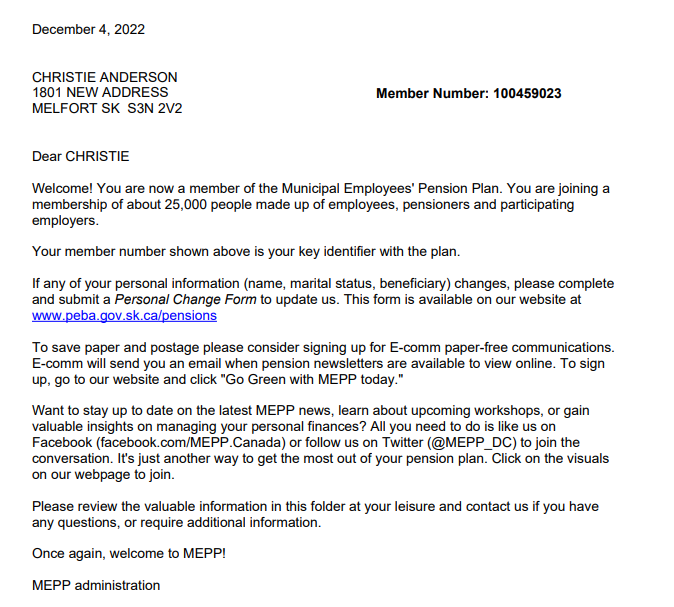 December 4, 2022
CHRISTIE ANDERSON
1801 NEW ADDRESS
Member Number: 100459023
MELFORT SK  S3N 2V2
Dear CHRISTIE
Welcome! You are now a member of the Municipal Employees' Pension Plan. You are joining a
membership of about 25,000 people made up of employees, pensioners and participating
employers.
Your member number shown above is your key identifier with the plan.
If any of your personal information (name, marital status, beneficiary) changes, please complete
and submit a Personal Change Form to update us. This form is available on our website at
www.peba.gov.sk.ca/pensions
To save paper and postage please consider signing up for E-comm paper-free communications.
E-comm will send you an email when pension newsletters are available to view online. To sign
up, go to our website and click "Go Green with MEPP today."
Want to stay up to date on the latest MEPP news, learn about upcoming workshops, or gain
valuable insights on managing your personal finances? All you need to do is like us on
Facebook (facebook.com/MEPP.Canada) or follow us on Twitter (@MEPP_DC) to join the
conversation. It's just another way to get the most out of your pension plan. Click on the visuals
on our webpage to join.
Please review the valuable information in this folder at your leisure and contact us if you have
any questions, or require additional information.
Once again, welcome to MEPP!
MEPP administration